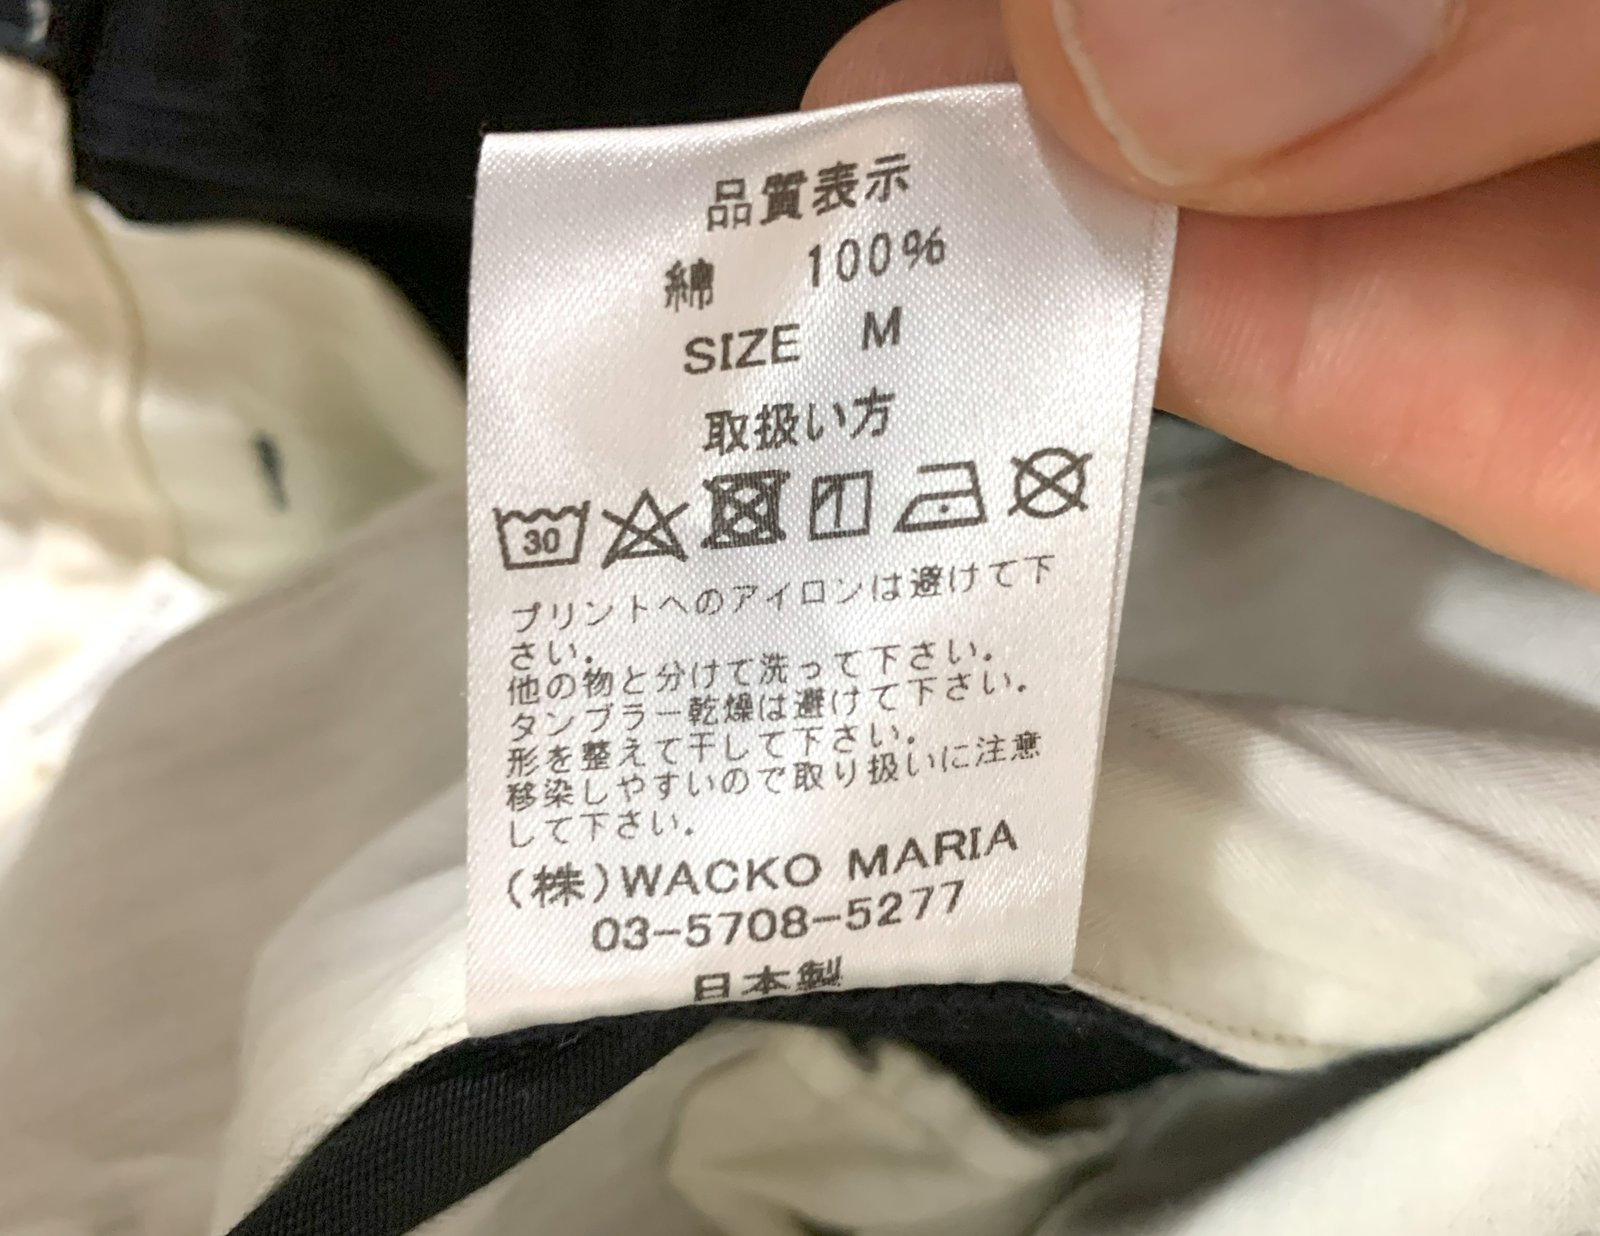 品質表示
綿 100%
SIZE M
取扱い方
30
プリントへのアイロンは避けて下
さい.
他の物と分けて洗って下さい.
タンブラー乾燥は避けて下さい.
形を整えて干して下さい.
移染しやすいので取り扱いに注意
して下さい.
(株)WACKO MARIA
03-5708-5277
日本製